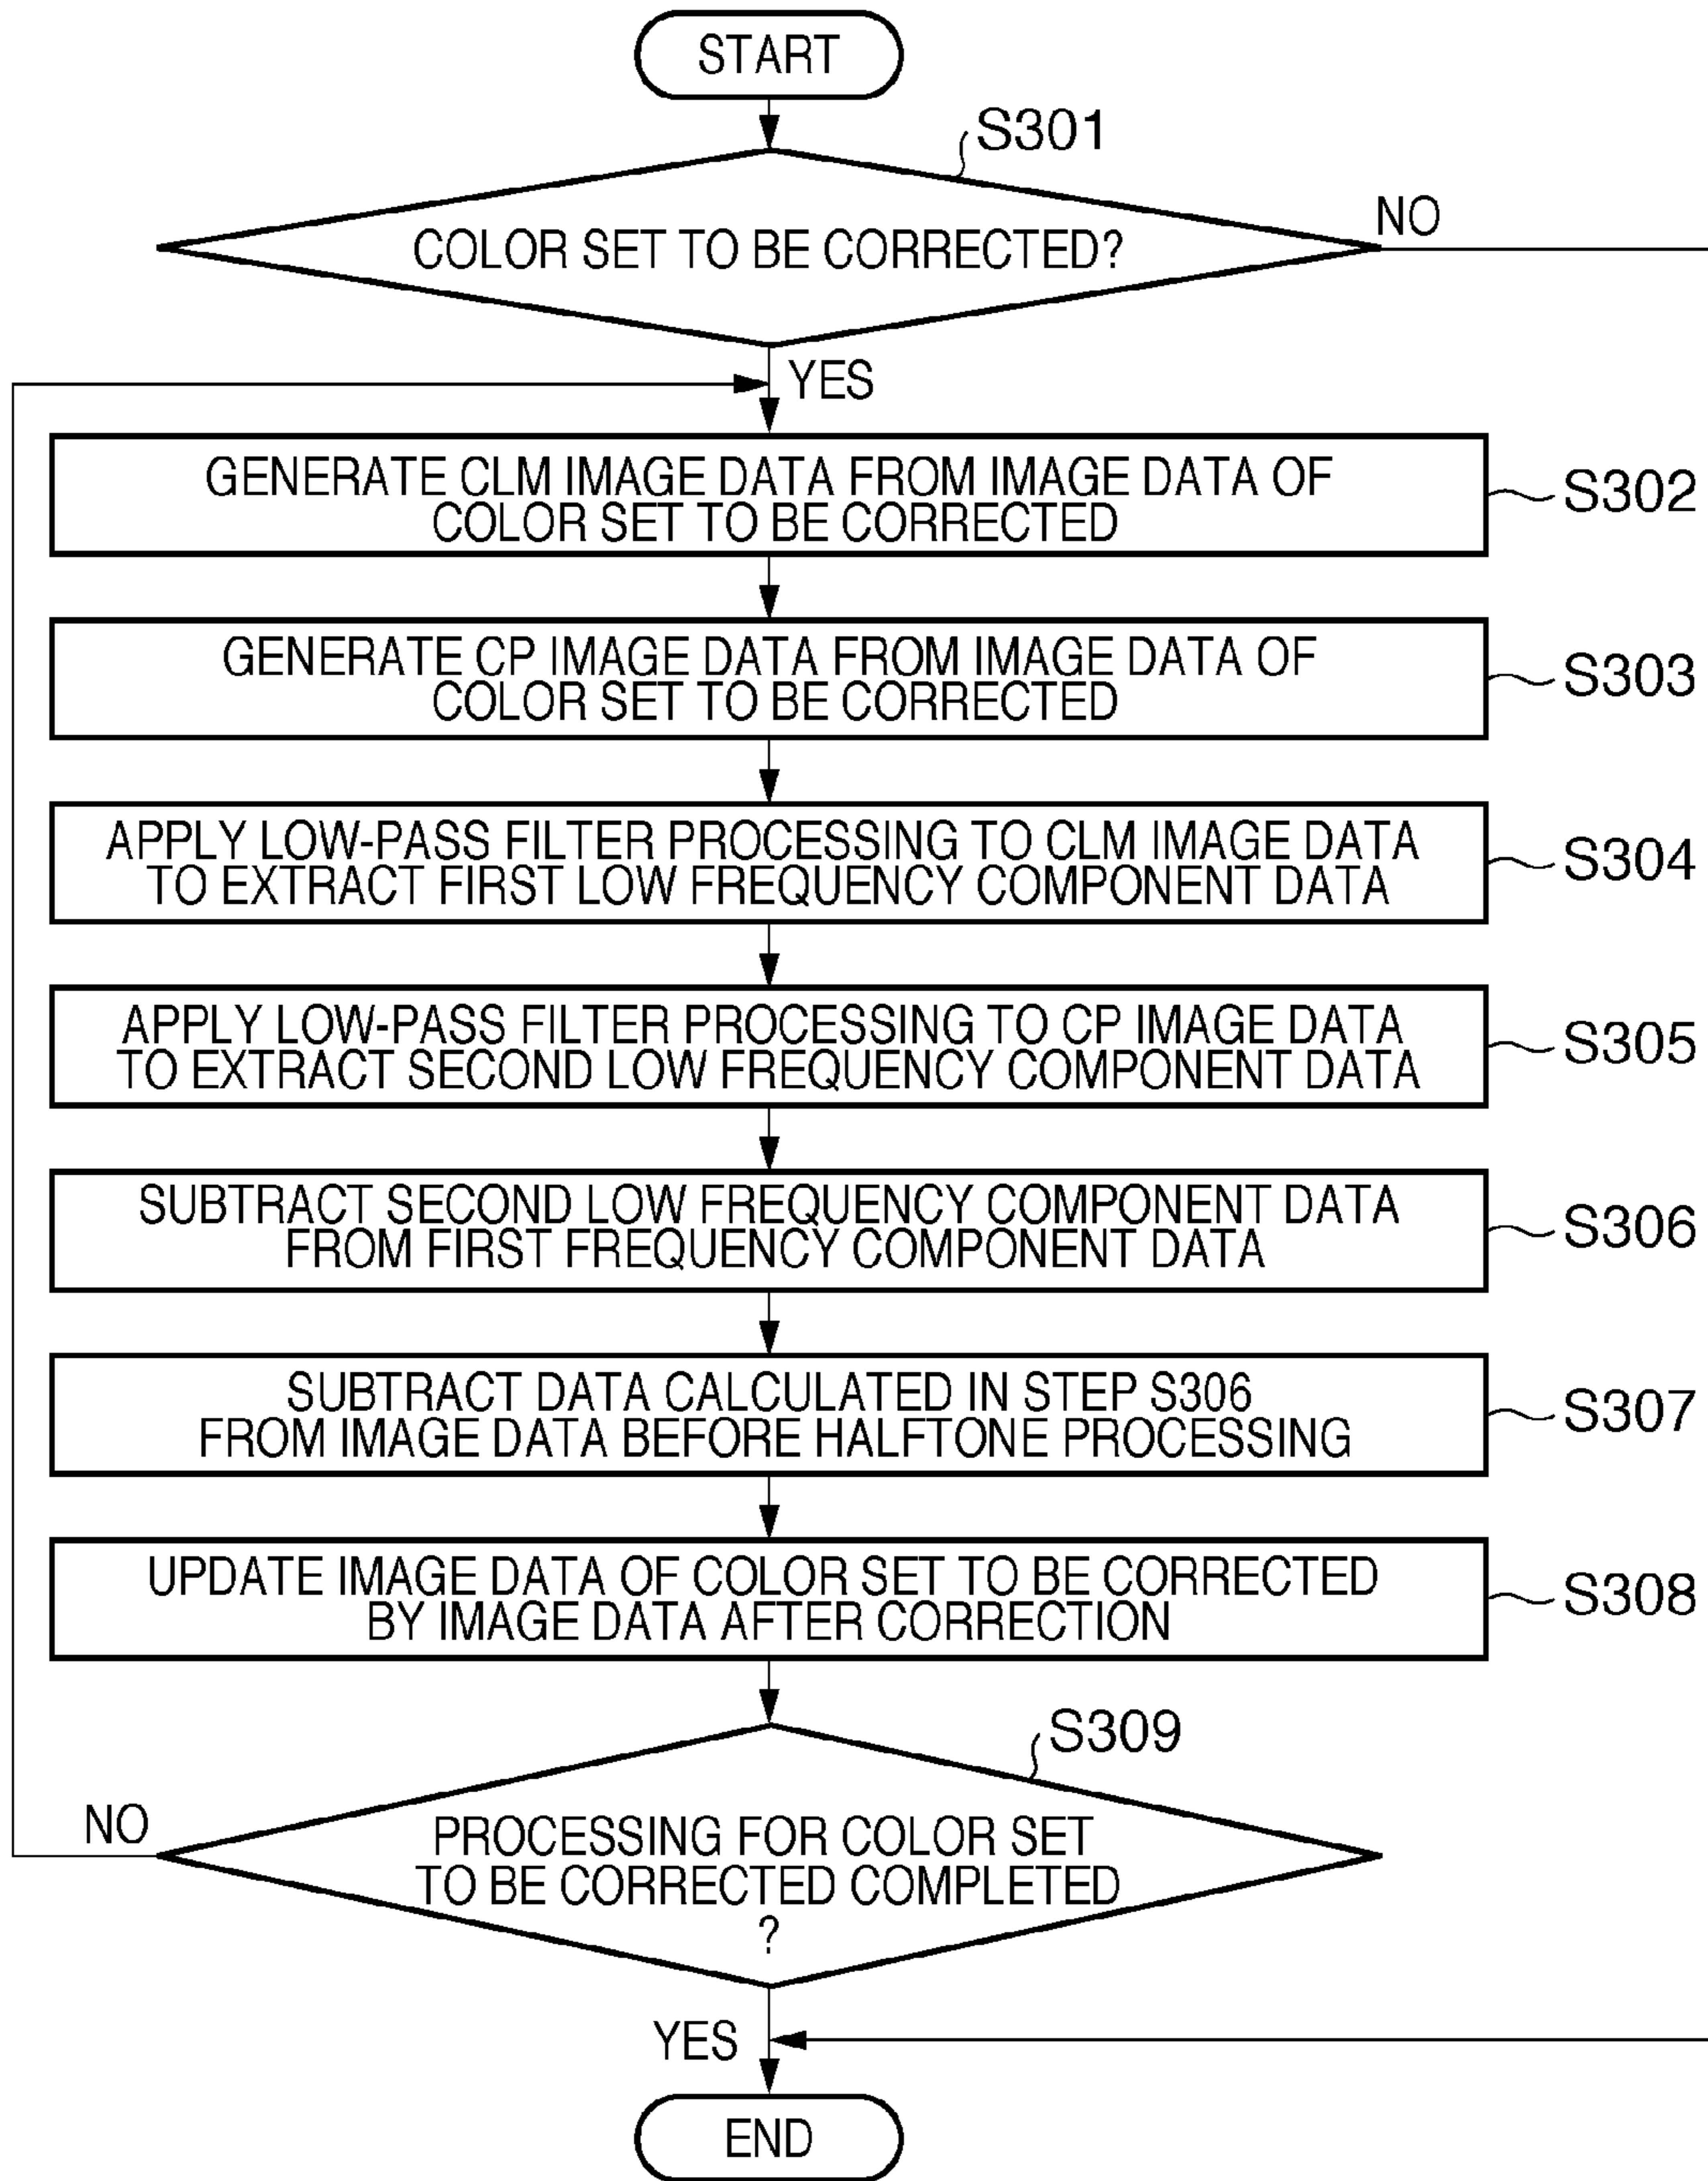 START
S301
COLOR SET TO BE CORRECTED?
NO
YES
GENERATE CLM IMAGE DATA FROM IMAGE DATA OF
COLOR SET TO BE CORRECTED
S302
GENERATE CP IMAGE DATA FROM IMAGE DATA OF
COLOR SET TO BE CORRECTED
S303
APPLY LOW-PASS FILTER PROCESSING TO CLM IMAGE DATA
TO EXTRACT FIRST LOW FREQUENCY COMPONENT DATA
S304
APPLY LOW-PASS FILTER PROCESSING TO CP IMAGE DATA
TO EXTRACT SECOND LOW FREQUENCY COMPONENT DATA
S305
SUBTRACT SECOND LOW FREQUENCY COMPONENT DATA
FROM FIRST FREQUENCY COMPONENT DATA
S306
SUBTRACT DATA CALCULATED IN STEP S306
FROM IMAGE DATA BEFORE HALFTONE PROCESSING
S307
UPDATE IMAGE DATA OF COLOR SET TO BE CORRECTED
BY IMAGE DATA AFTER CORRECTION
S308
S309
NO
PROCESSING FOR COLOR SET
TO BE CORRECTED COMPLETED
?
YES
END